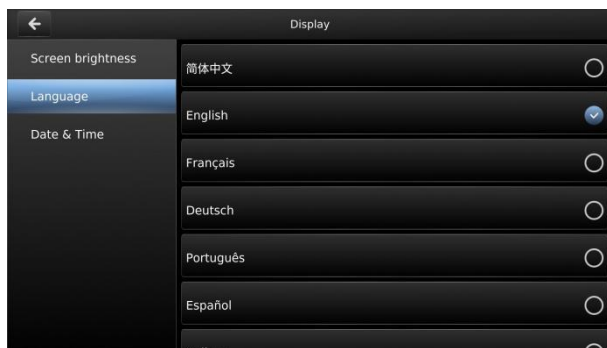 Display
Screen brightness
Language
Date & Time
简体中文
English
Français
Deutsch
Português
Español